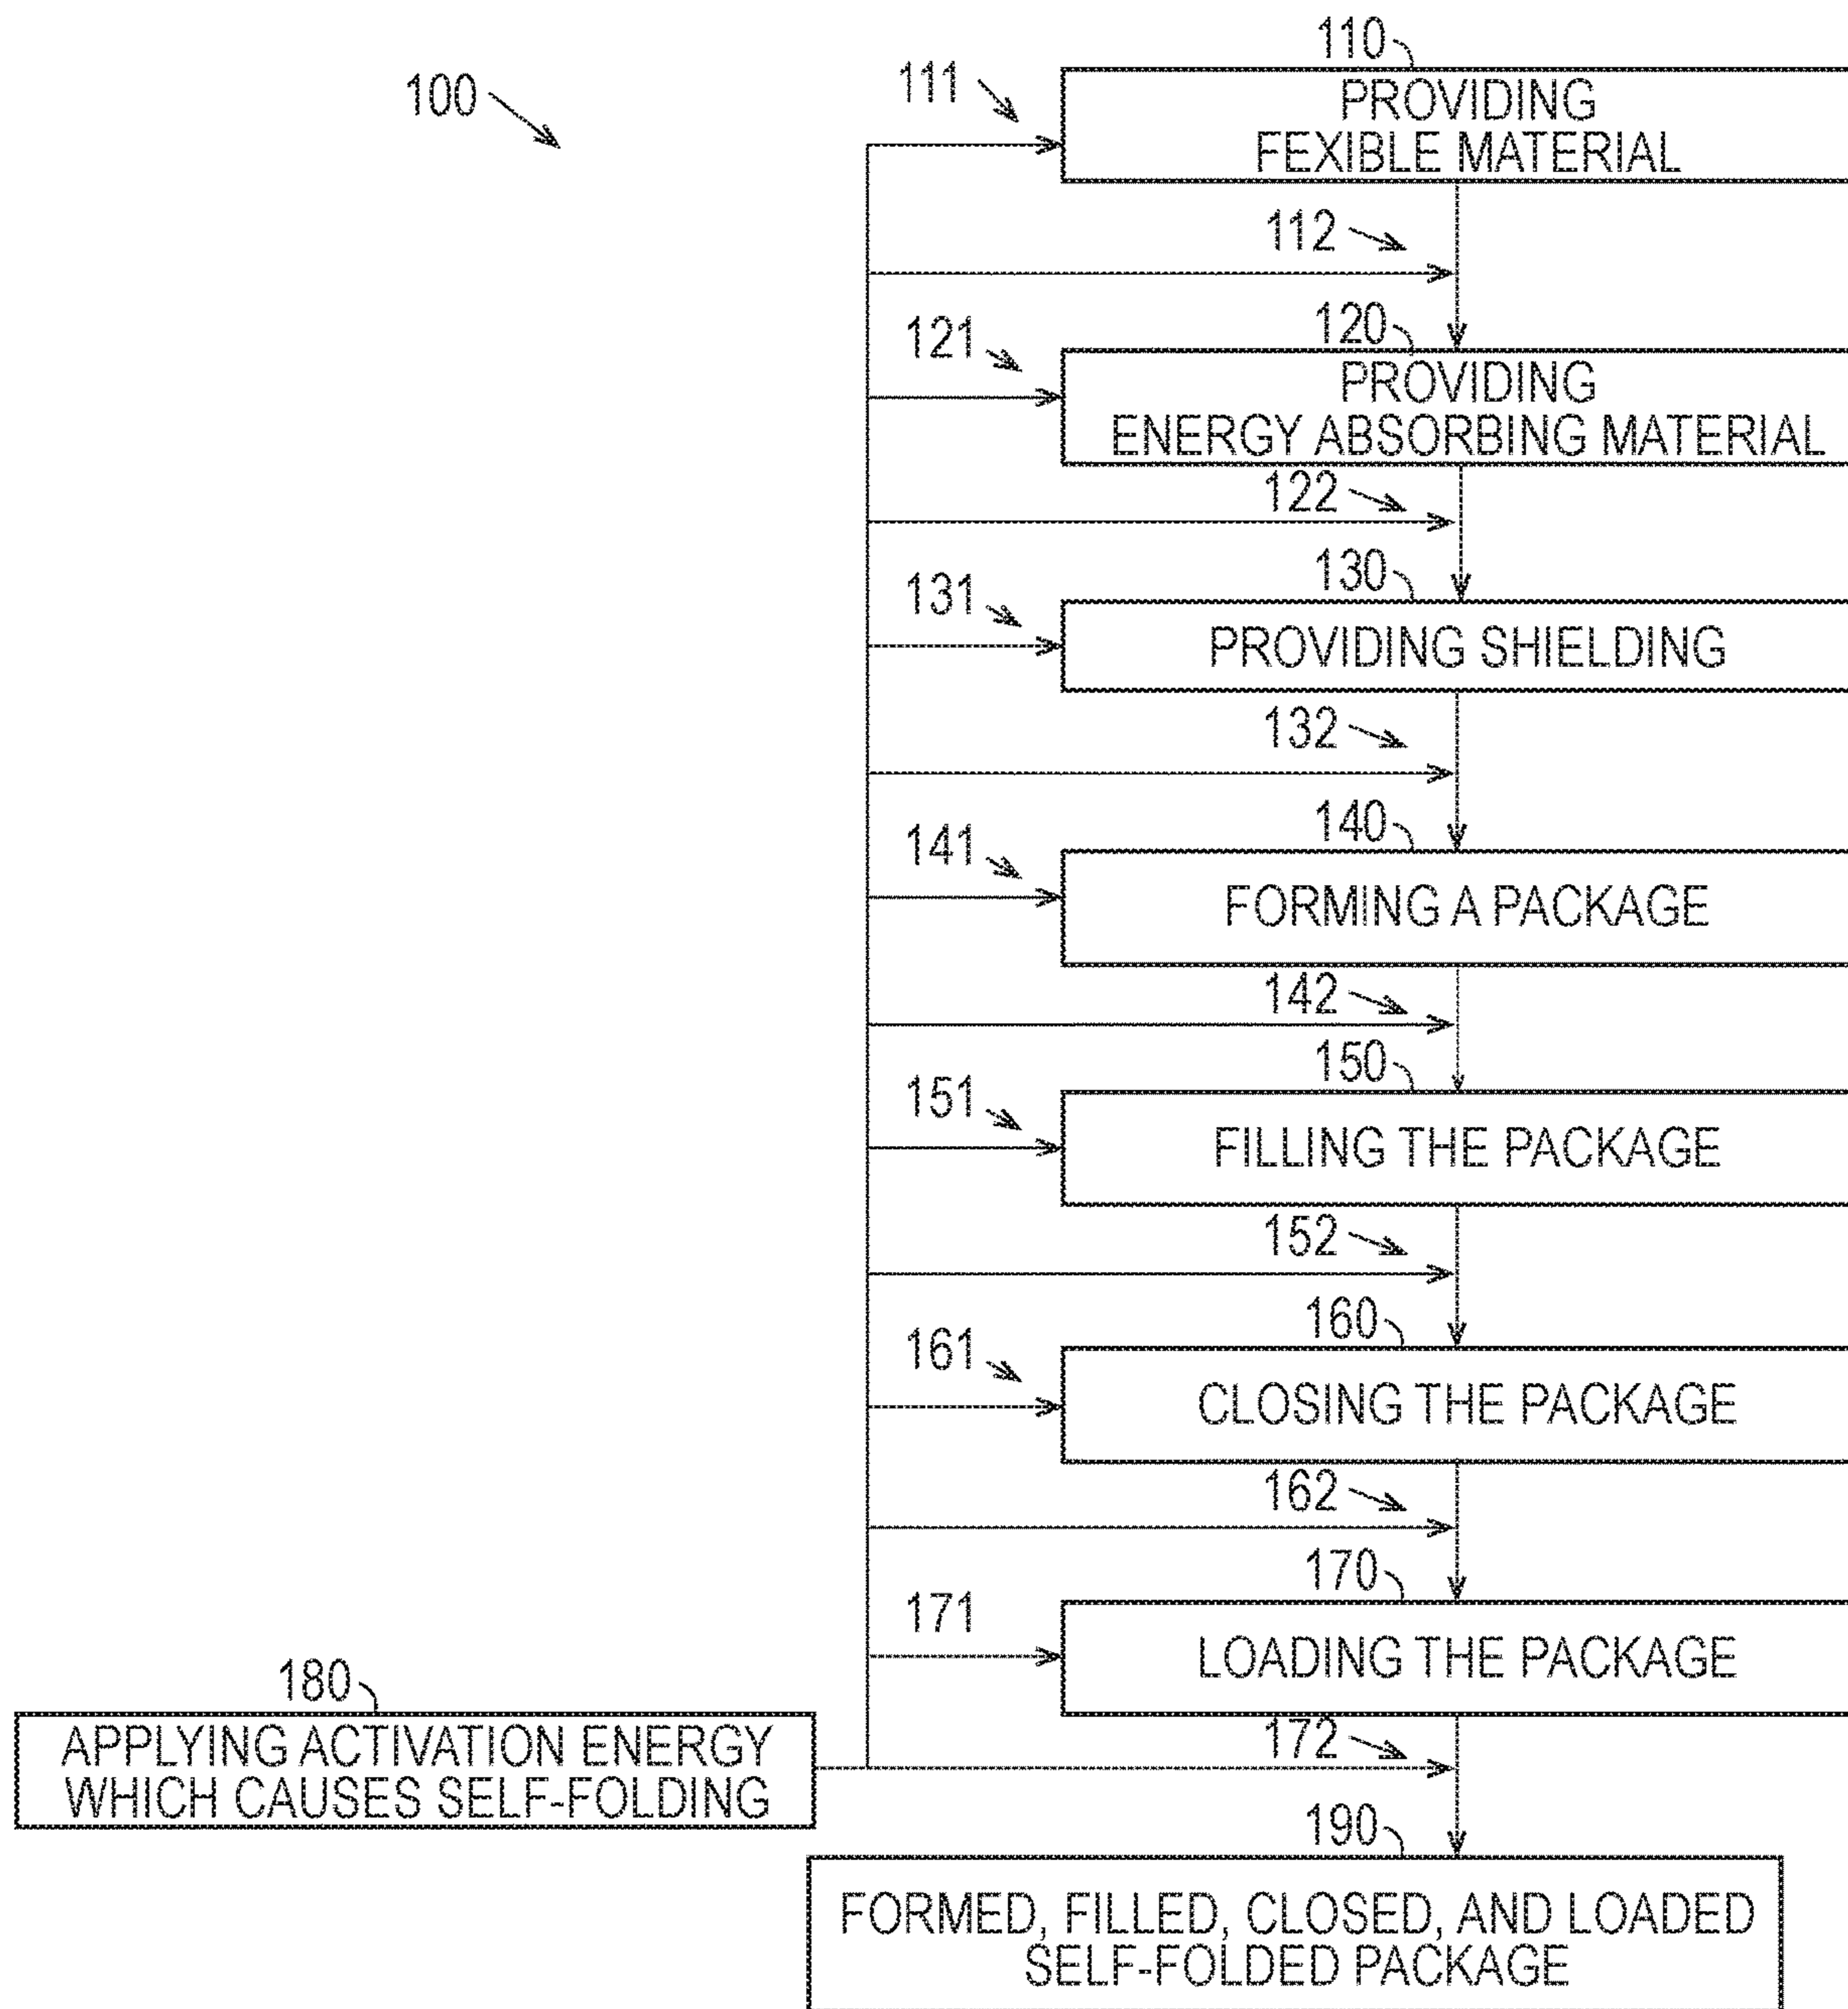 100
111
110
PROVIDING
FEXIBLE MATERIAL
112
121
120
PROVIDING
ENERGY ABSORBING MATERIAL
122
131
130
PROVIDING SHIELDING
132
141
140
FORMING A PACKAGE
142
151
150
FILLING THE PACKAGE
152
161
160
CLOSING THE PACKAGE
162
171
170
LOADING THE PACKAGE
180
APPLYING ACTIVATION ENERGY
WHICH CAUSES SELF-FOLDING
172
190
FORMED, FILLED, CLOSED, AND LOADED
SELF-FOLDED PACKAGE